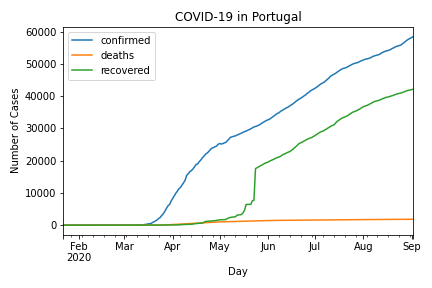 COVID-19 in Portugal
confirmed
deaths
recovered
60000
50000
40000
30000
20000
10000
0
Number of Cases
Feb Mar Apr May Jun Jul Aug Sep
2020
Day